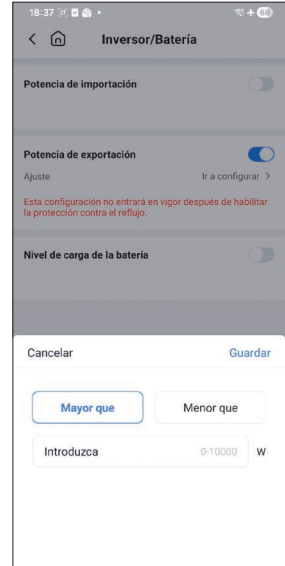 18:37
68
Inversor/Batería
Potencia de importación
Potencia de exportación
Ajuste Ir a configurar >
Esta configuración no entrará en
vigor después de habilitar
la protección contra el reflujo.
Nivel de carga de la batería
Cancelar Guardar
Mayor que Menor que
Introduzca 0-10000 W